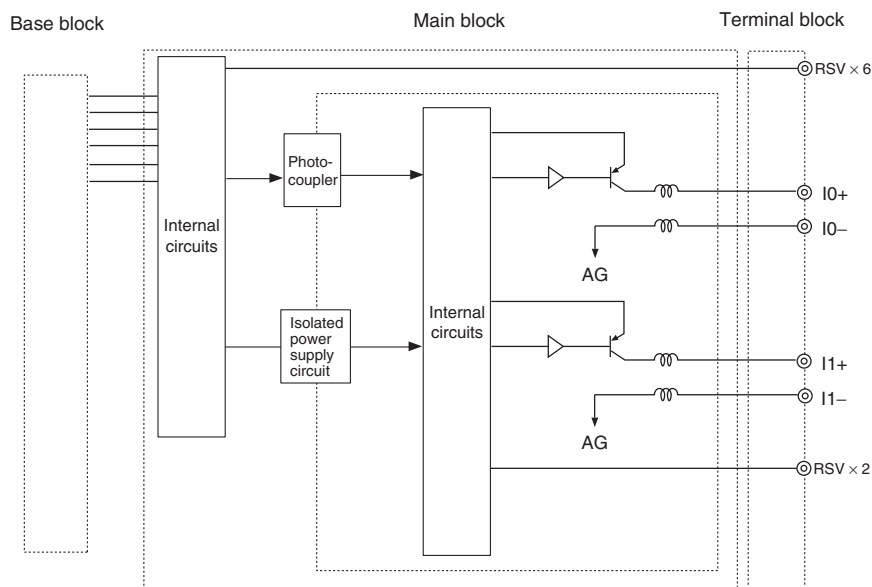 Base block
Main block
Terminal block
RSV × 6
Photo-
coupler
Internal
circuits
I0+
I0–
AG
Isolated
power
supply
circuit
Internal
circuits
I1+
I1–
AG
RSV × 2